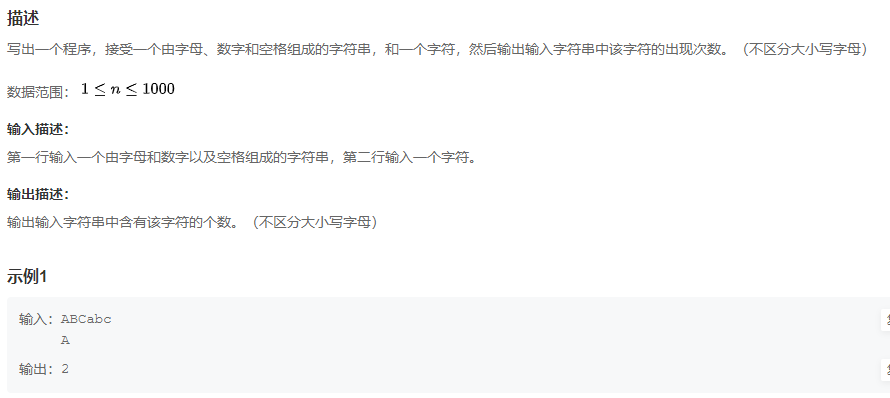 描述
写出一个程序，接受一个由字母、数字和空格组成的字符串，和一个字符，然后输出输入字符串中该字符的出现次数。（不区分大小写字母）
数据范围： 1 ≤ n ≤ 1000
输入描述：
第一行输入一个由字母和数字以及空格组成的字符串，第二行输入一个字符。
输出描述：
输出输入字符串中含有该字符的个数。（不区分大小写字母）
示例1
输入：ABCabc
A
输出：2